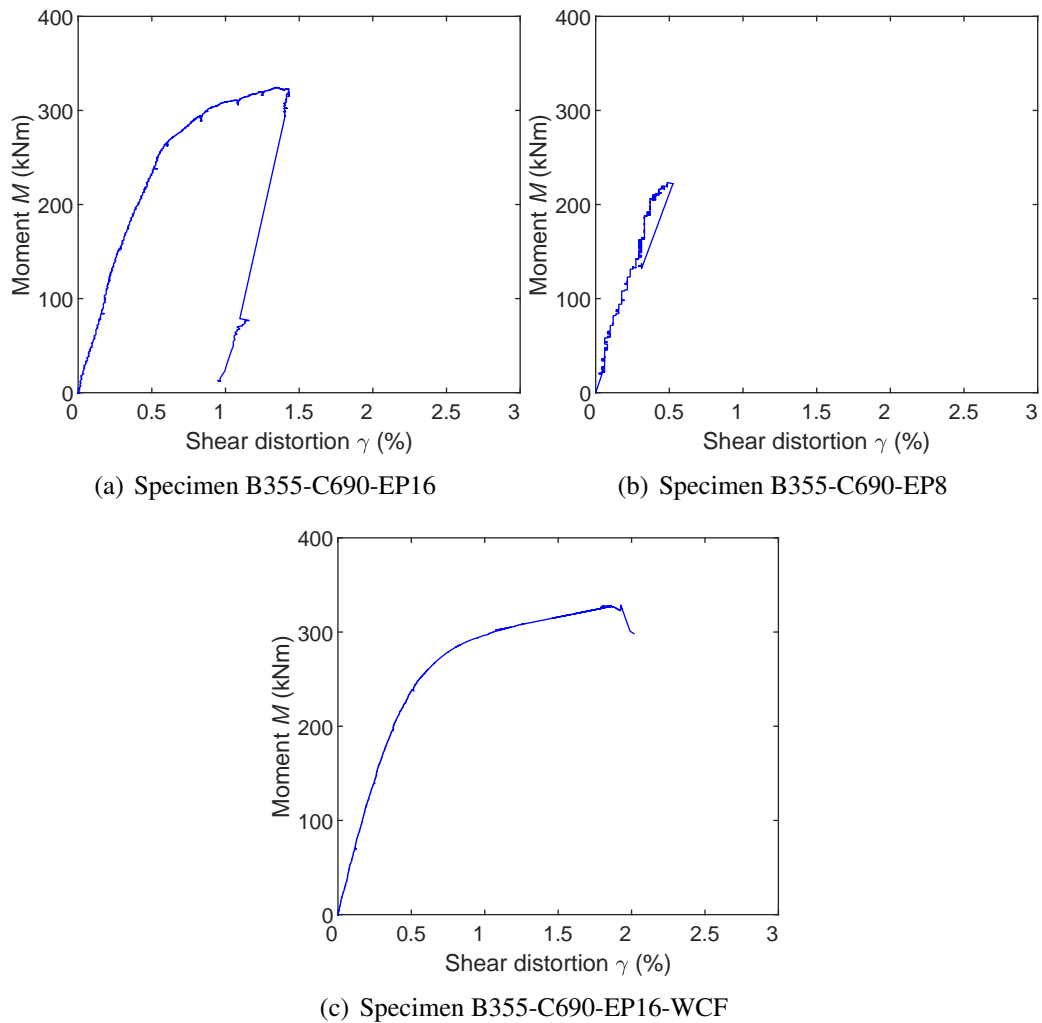 400
300
200
100
0
Moment M (kNm)
0 0.5 1 1.5 2 2.5 3
Shear distortion γ (%)
(a) Specimen B355-C690-EP16
400
300
200
100
0
Moment M (kNm)
0 0.5 1 1.5 2 2.5 3
Shear distortion γ (%)
(b) Specimen B355-C690-EP8
400
300
200
100
0
Moment M (kNm)
0 0.5 1 1.5 2 2.5 3
Shear distortion γ (%)
(c) Specimen B355-C690-EP16-WCF